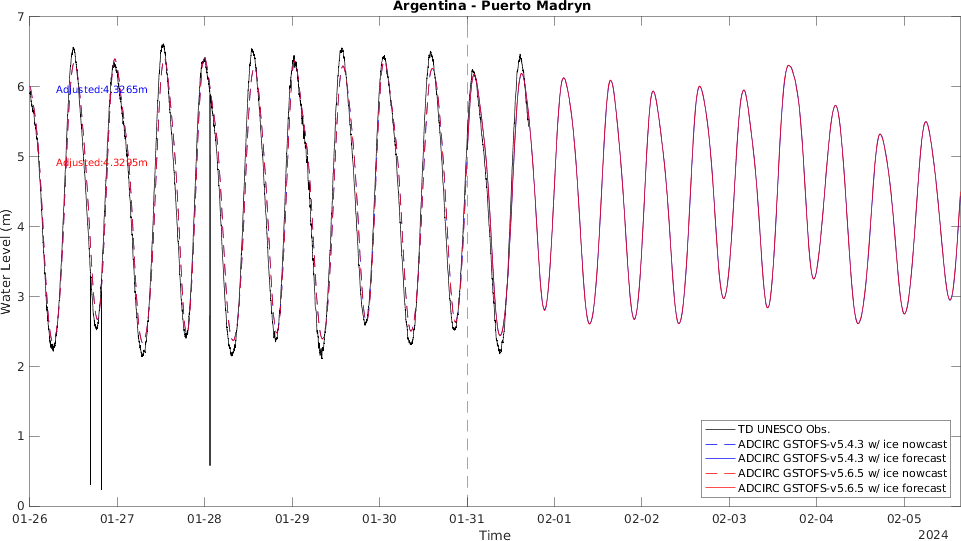 Argentina - Puerto Madryn
Water Level (m)
7
6
5
4
3
2
1
0
Adjusted:4.3265m
Adjusted:4.3295m
TD UNESCO Obs.
ADCIRC GSTOFS-v5.4.3 w/ ice nowcast
ADCIRC GSTOFS-v5.4.3 w/ ice forecast
ADCIRC GSTOFS-v5.6.5 w/ ice nowcast
ADCIRC GSTOFS-v5.6.5 w/ ice forecast
01-26 01-27 01-28 01-29 01-30 01-31 02-01 02-02 02-03 02-04 02-05
Time
2024